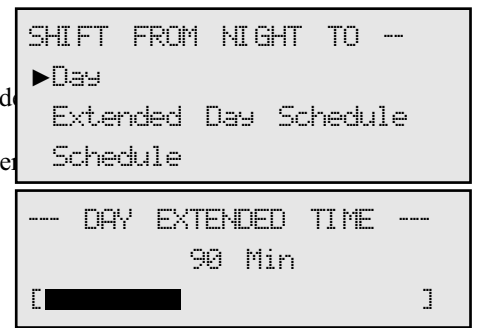 SHIFT FROM NIGHT TO --
►Day
Extended Day Schedule
Schedule
--- DAY EXTENDED TIME ---
90 Min
[ ]